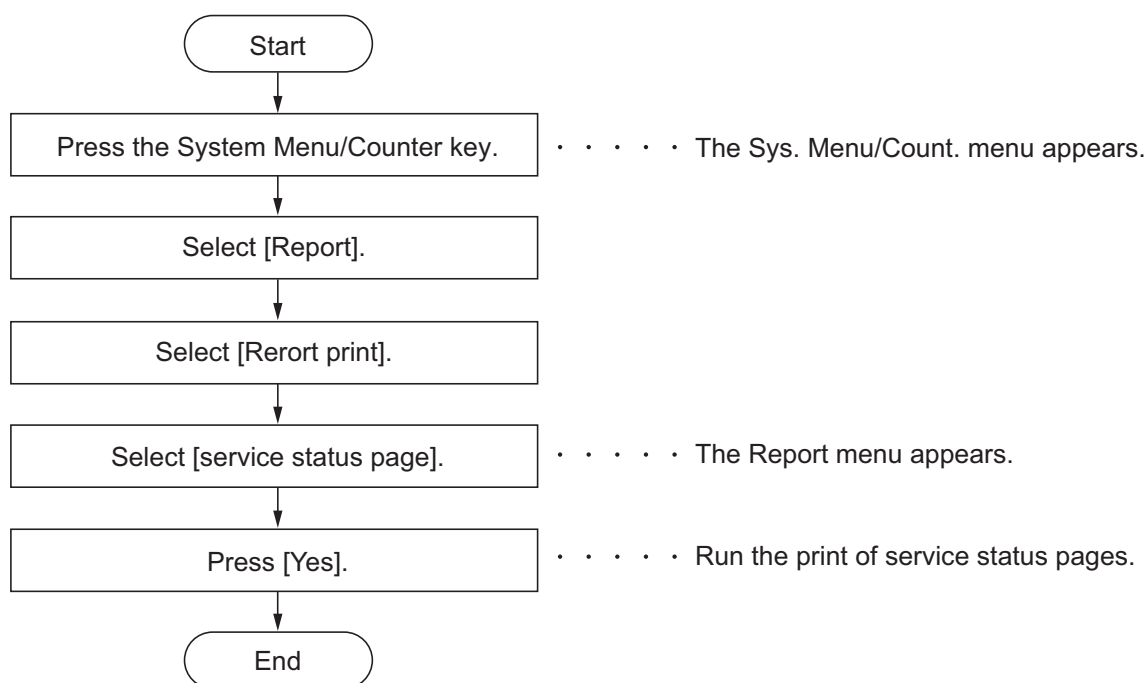 Start
Press the System Menu/Counter key. · · · · · The Sys. Menu/Count. menu appears.
Select [Report].
Select [Rerort print].
Select [service status page]. · · · · · The Report menu appears.
Press [Yes]. · · · · · Run the print of service status pages.
End